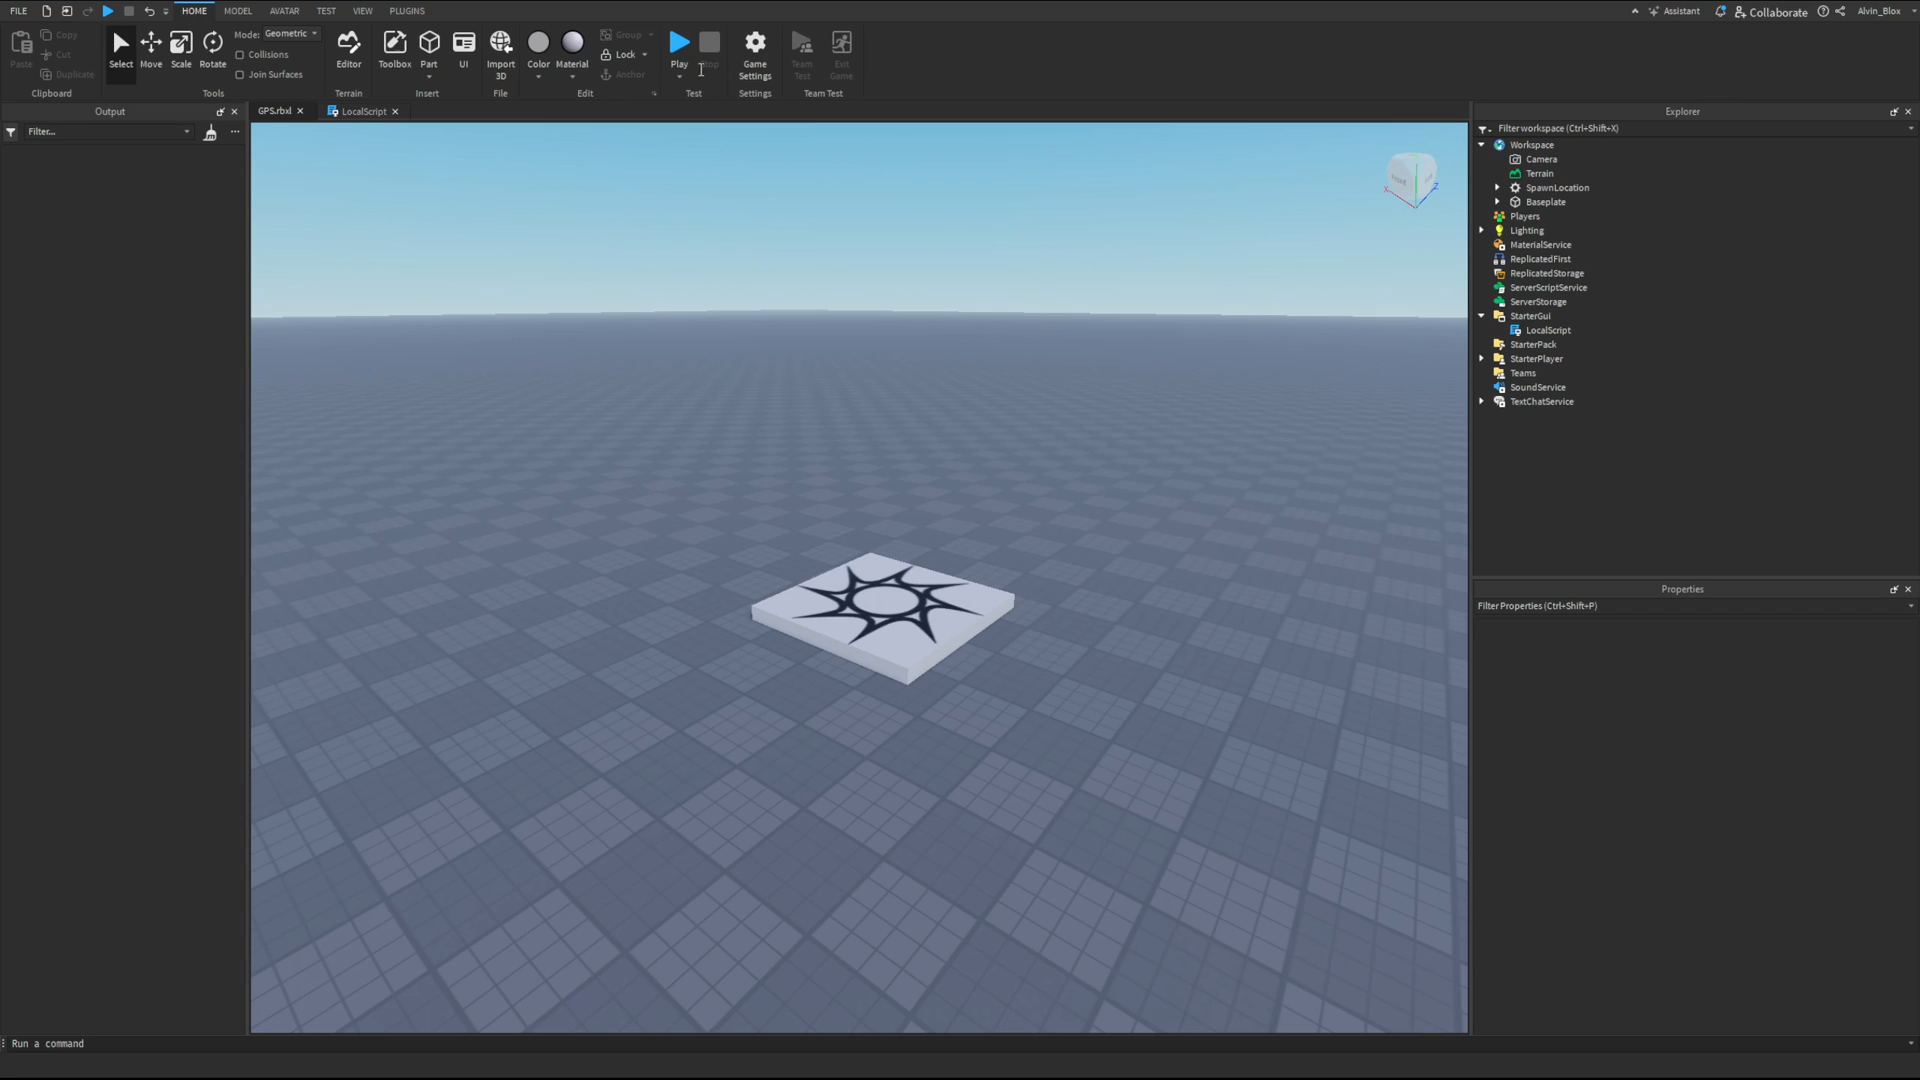 FILE HOME MODEL AVATAR TEST VIEW PLUGINS Assistant Collaborate Alvin_Blox
Paste Copy Cut Duplicate
Clipboard
Select Move Scale Rotate
Mode: Geometric
Collisions
Join Surfaces
Tools
Editor
Terrain
Toolbox Part UI
Insert
Import 3D
File
Color Material Group Lock Anchor
Edit
Play Stop
Test
Game Settings
Settings
Team Test Exit Game
Team Test
Output
Filter...
GPS.rbxl LocalScript
Front
X Z
Explorer
Filter workspace (Ctrl+Shift+X)
Workspace
Camera
Terrain
SpawnLocation
Baseplate
Players
Lighting
MaterialService
ReplicatedFirst
ReplicatedStorage
ServerScriptService
ServerStorage
StarterGui
LocalScript
StarterPack
StarterPlayer
Teams
SoundService
TextChatService
Properties
Filter Properties (Ctrl+Shift+P)
Run a command